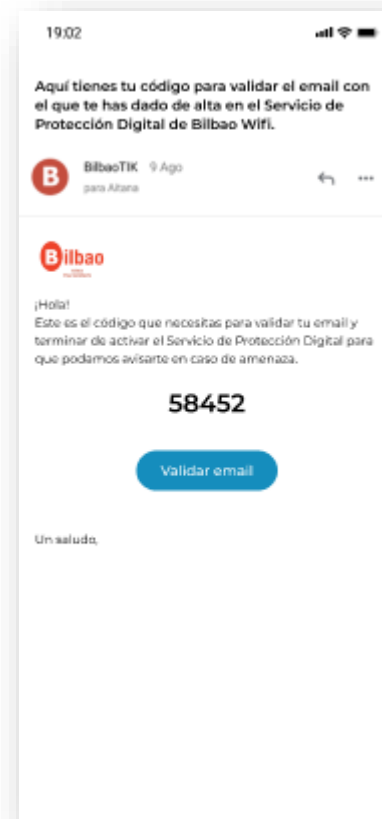 19:02
Aquí tienes tu código para validar el email con
el que te has dado de alta en el Servicio de
Protección Digital de Bilbao Wifi.
B
BilbaoTIK 9 Ago
para Aitana
Bilbao
¡Hola!
Este es el código que necesitas para validar tu email y
terminar de activar el Servicio de Protección Digital para
que podamos avisarte en caso de amenaza.
58452
Validar email
Un saludo,